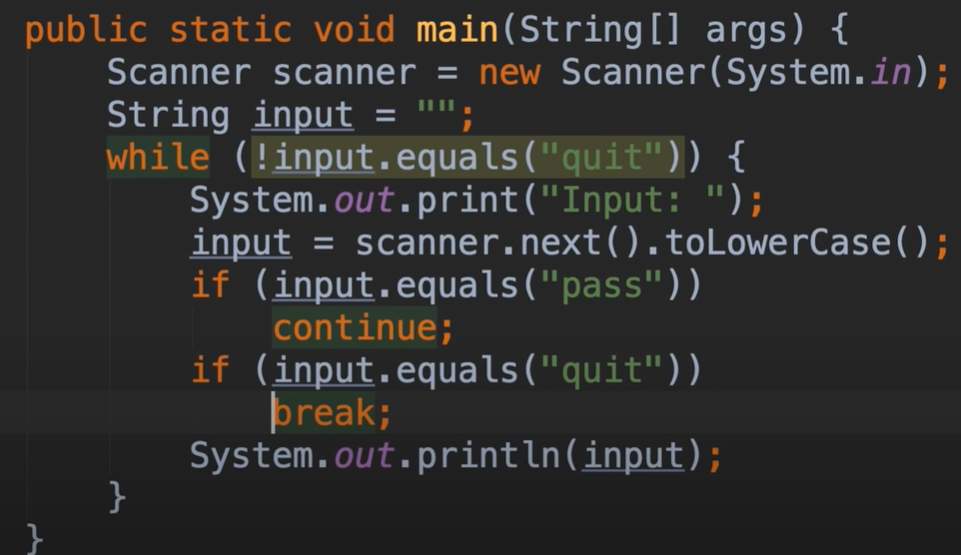 public static void main(String[] args) {
    Scanner scanner = new Scanner(System.in);
    String input = "";
    while (!input.equals("quit")) {
        System.out.print("Input: ");
        input = scanner.next().toLowerCase();
        if (input.equals("pass"))
            continue;
        if (input.equals("quit"))
            break;
        System.out.println(input);
    }
}